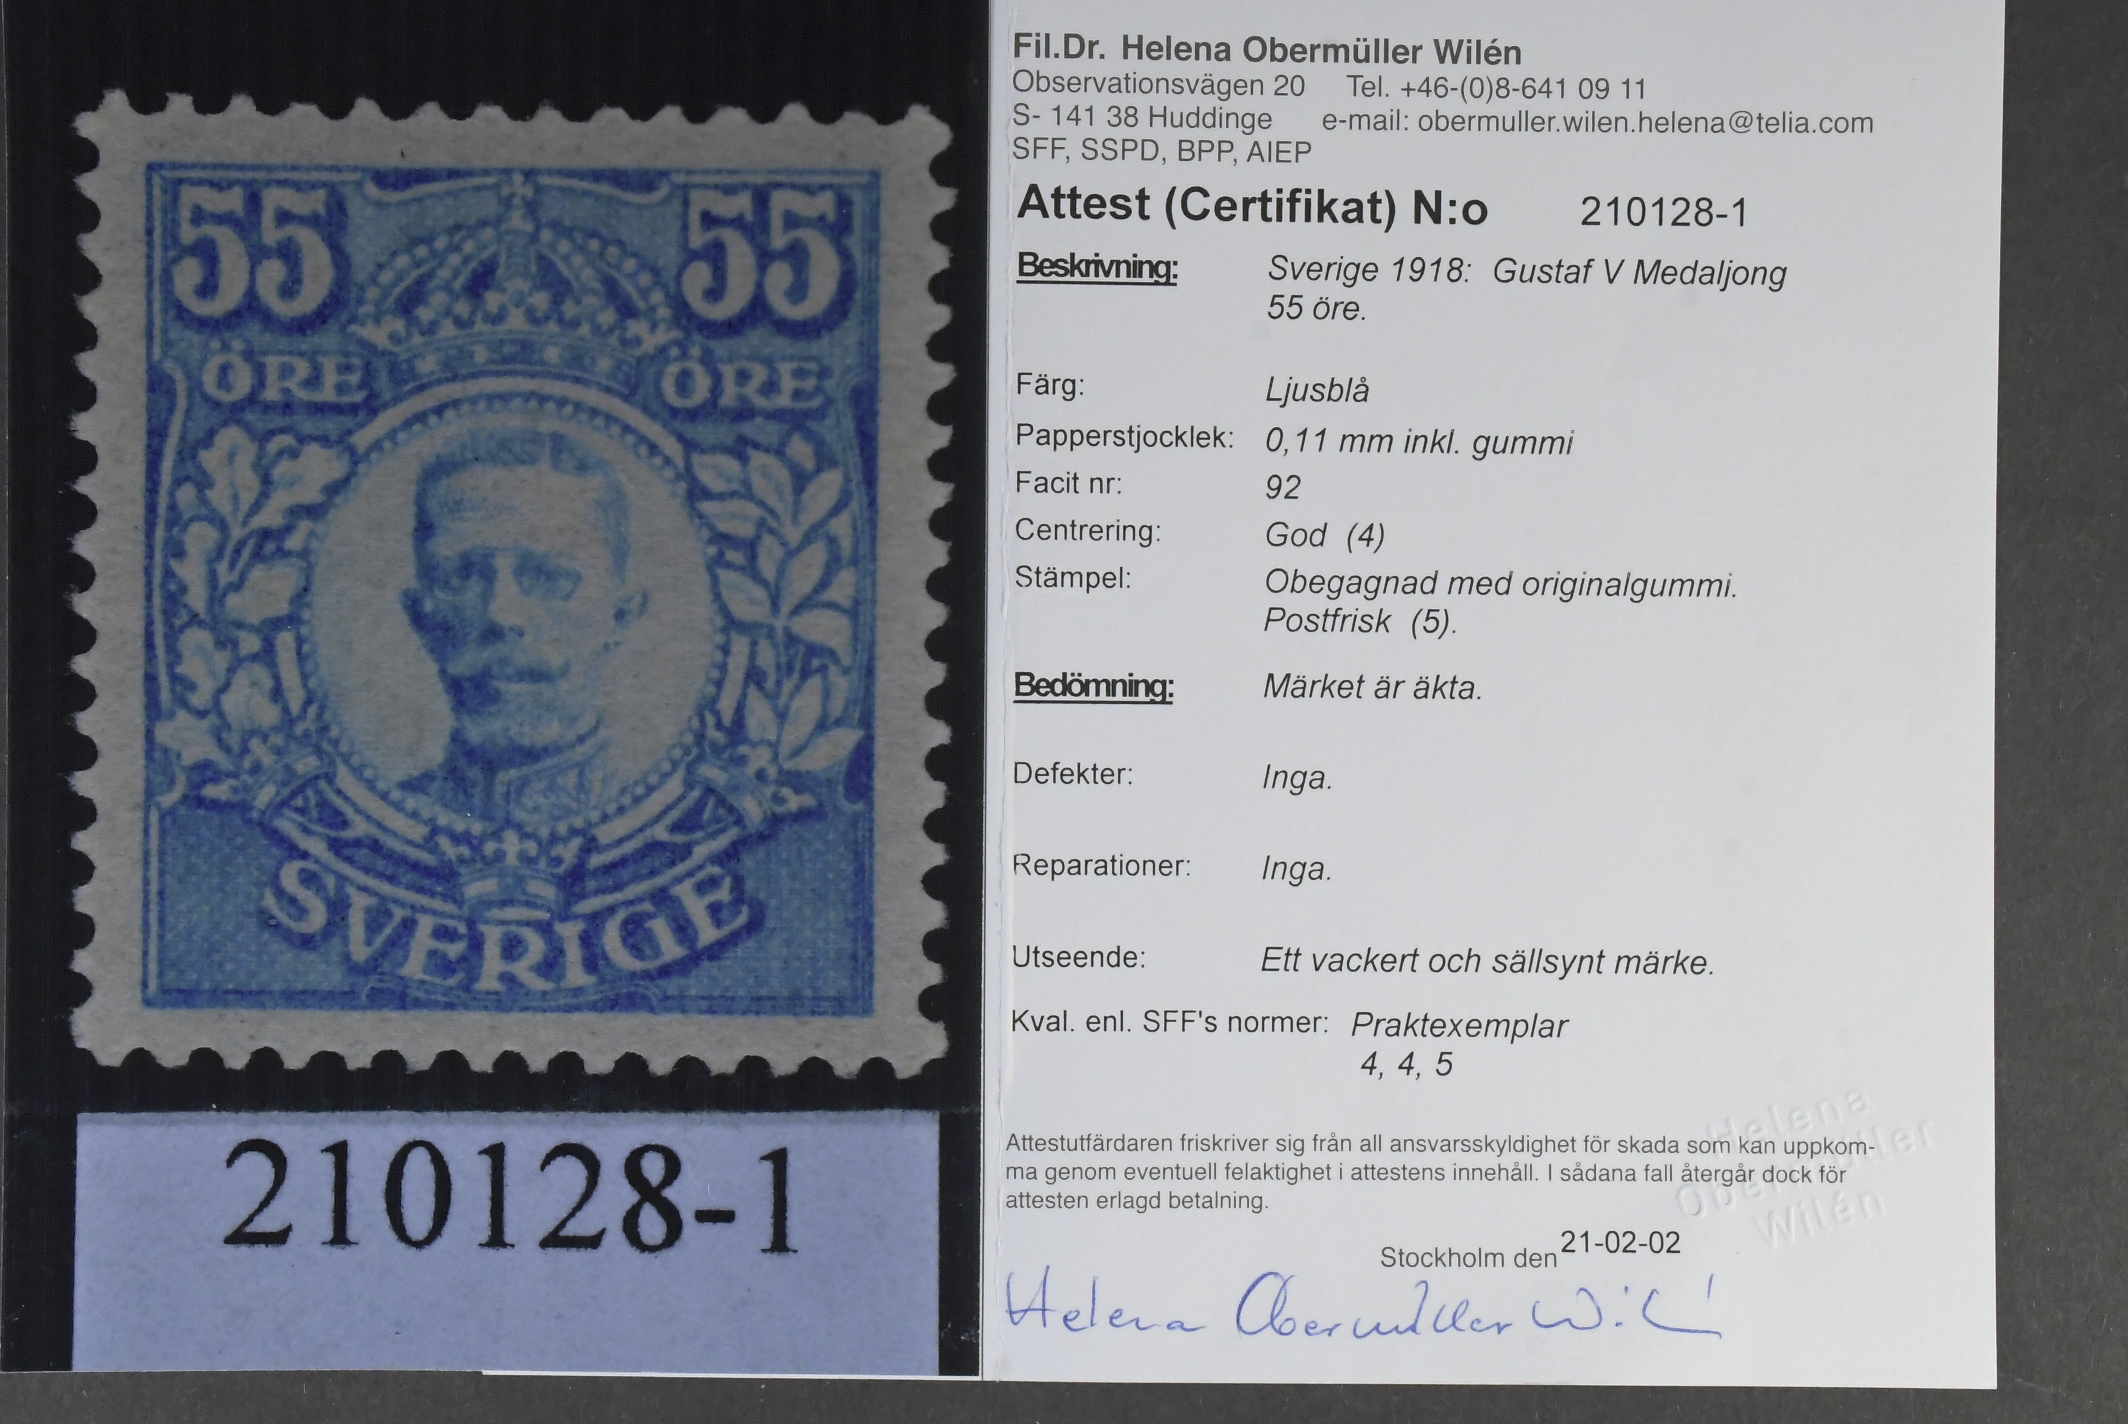 55 55
ÖRE ÖRE
SVERIGE
210128-1
Fil.Dr. Helena Obermüller Wilén
Observationsvägen 20 Tel. +46-(0)8-641 09 11
S- 141 38 Huddinge e-mail: obermuller.wilen.helena@telia.com
SFF, SSPD, BPP, AIEP
Attest (Certifikat) N:o 210128-1
Beskrivning: Sverige 1918: Gustaf V Medaljong
55 öre.
Färg: Ljusblå
Papperstjocklek: 0,11 mm inkl. gummi
Facit nr: 92
Centrering: God (4)
Stämpel: Obegagnad med originalgummi.
Postfrisk (5).
Bedömning: Märket är äkta.
Defekter: Inga.
Reparationer: Inga.
Utseende: Ett vackert och sällsynt märke.
Kval. enl. SFF's normer: Praktexemplar
4, 4, 5
Helena
Obermüller
Wilén
Attestutfärdaren friskriver sig från all ansvarsskyldighet för skada som kan uppkom-
ma genom eventuell felaktighet i attestens innehåll. I sådana fall återgår dock för
attesten erlagd betalning.
Stockholm den 21-02-02
Helena Obermüller Wilén